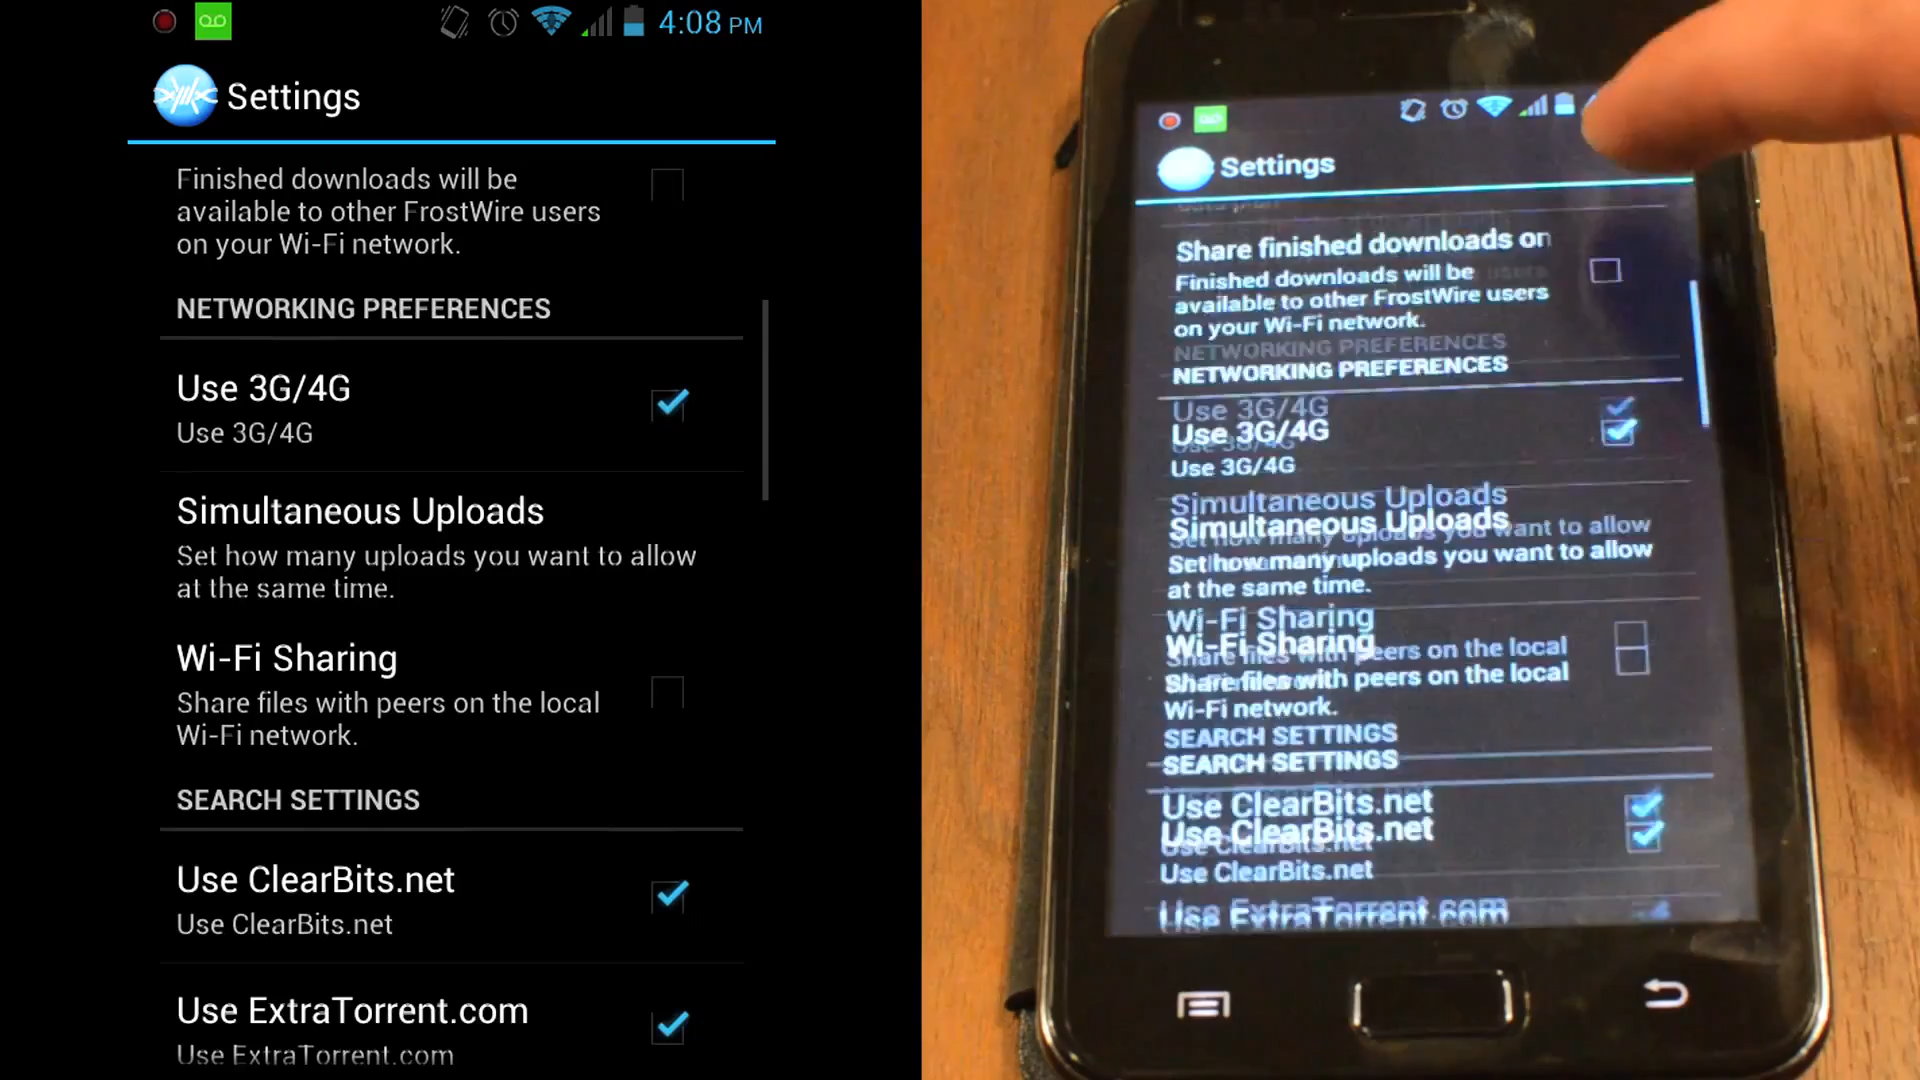 4:08 PM
Settings
Finished downloads will be
available to other FrostWire users
on your Wi-Fi network.
NETWORKING PREFERENCES
Use 3G/4G
Use 3G/4G
Simultaneous Uploads
Set how many uploads you want to allow
at the same time.
Wi-Fi Sharing
Share files with peers on the local
Wi-Fi network.
SEARCH SETTINGS
Use ClearBits.net
Use ClearBits.net
Use ExtraTorrent.com
Use ExtraTorrent.com
Settings
Share finished downloads on
Finished downloads will be
available to other FrostWire users
on your Wi-Fi network.
NETWORKING PREFERENCES
Use 3G/4G
Use 3G/4G
Simultaneous Uploads
Set how many uploads you want to allow
at the same time.
Wi-Fi Sharing
Share files with peers on the local
Wi-Fi network.
SEARCH SETTINGS
Use ClearBits.net
Use ClearBits.net
Use ExtraTorrent.com